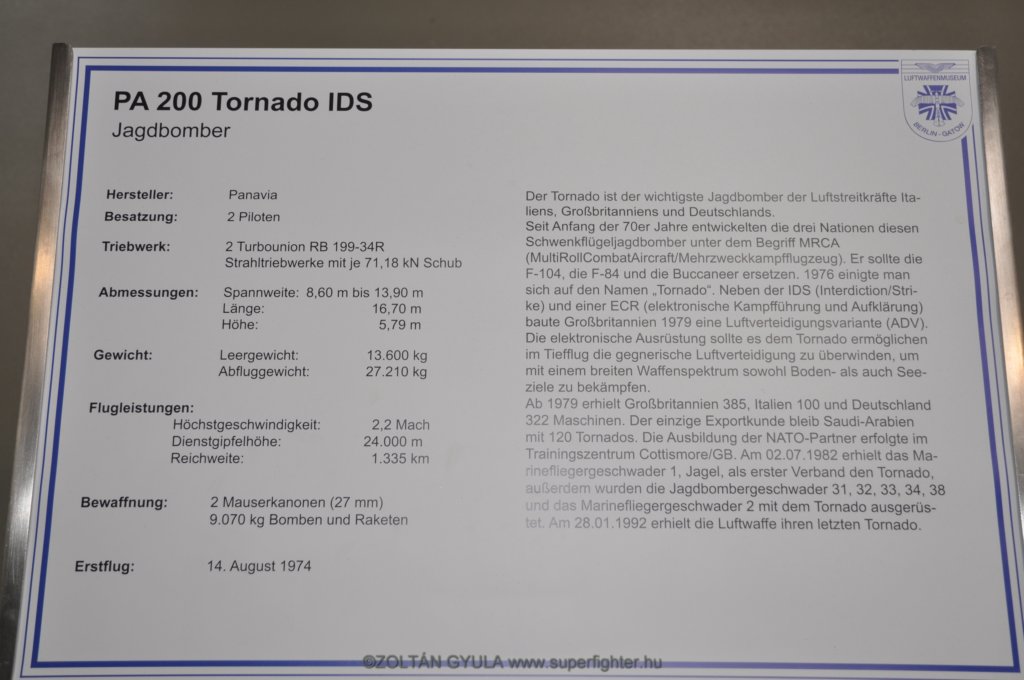 PA 200 Tornado IDS
Jagdbomber
LUFTWAFFENMUSEUM
BERLIN - GATOW
Hersteller: Panavia
Besatzung: 2 Piloten
Triebwerk: 2 Turbounion RB 199-34R
Strahltriebwerke mit je 71,18 kN Schub
Abmessungen: Spannweite: 8,60 m bis 13,90 m
Länge: 16,70 m
Höhe: 5,79 m
Gewicht: Leergewicht: 13.600 kg
Abfluggewicht: 27.210 kg
Flugleistungen:
Höchstgeschwindigkeit: 2,2 Mach
Dienstgipfelhöhe: 24.000 m
Reichweite: 1.335 km
Bewaffnung: 2 Mauserkanonen (27 mm)
9.070 kg Bomben und Raketen
Erstflug: 14. August 1974
Der Tornado ist der wichtigste Jagdbomber der Luftstreitkräfte Ita-
liens, Großbritanniens und Deutschlands.
Seit Anfang der 70er Jahre entwickelten die drei Nationen diesen
Schwenkflügeljagdbomber unter dem Begriff MRCA
(MultiRollCombatAircraft/Mehrzweckkampfflugzeug). Er sollte die
F-104, die F-84 und die Buccaneer ersetzen. 1976 einigte man
sich auf den Namen „Tornado". Neben der IDS (Interdiction/Stri-
ke) und einer ECR (elektronische Kampfführung und Aufklärung)
baute Großbritannien 1979 eine Luftverteidigungsvariante (ADV).
Die elektronische Ausrüstung sollte es dem Tornado ermöglichen
im Tiefflug die gegnerische Luftverteidigung zu überwinden, um
mit einem breiten Waffenspektrum sowohl Boden- als auch See-
ziele zu bekämpfen.
Ab 1979 erhielt Großbritannien 385, Italien 100 und Deutschland
322 Maschinen. Der einzige Exportkunde bleib Saudi-Arabien
mit 120 Tornados. Die Ausbildung der NATO-Partner erfolgte im
Trainingszentrum Cottismore/GB. Am 02.07.1982 erhielt das Ma-
rinefliegergeschwader 1, Jagel, als erster Verband den Tornado,
außerdem wurden die Jagdbombergeschwader 31, 32, 33, 34, 38
und das Marinefliegergeschwader 2 mit dem Tornado ausgerüs-
tet. Am 28.01.1992 erhielt die Luftwaffe ihren letzten Tornado.
©ZOLTÁN GYULA www.superfighter.hu